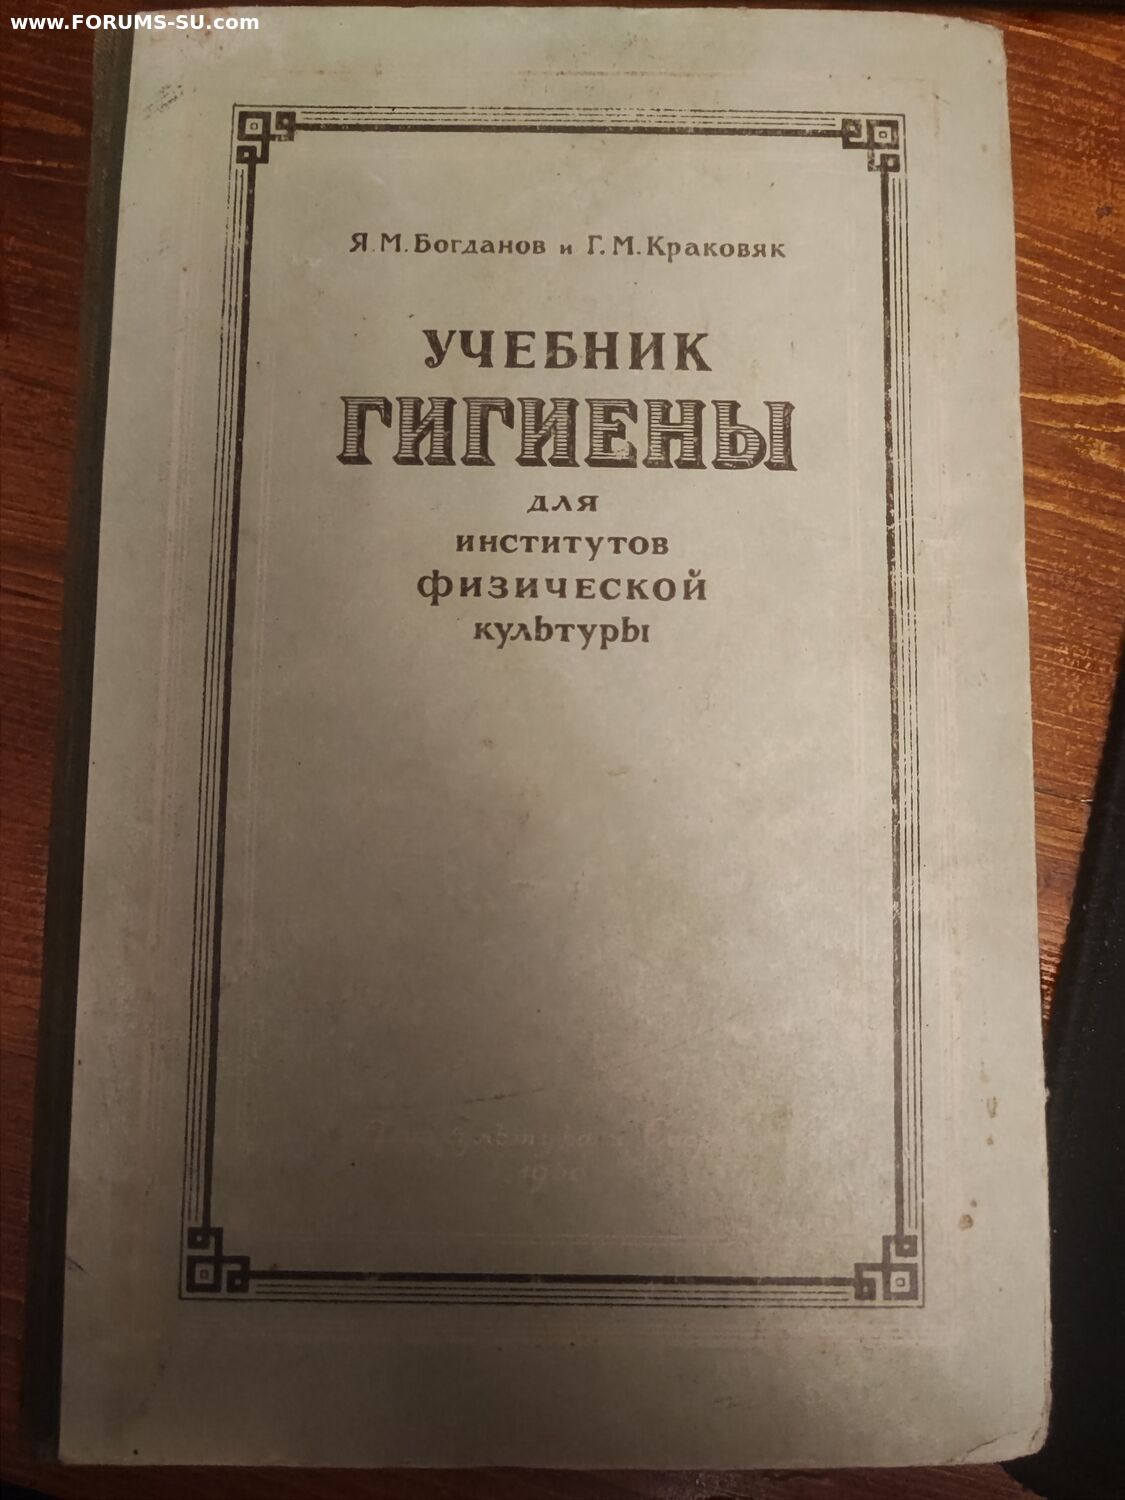 www.FORUMS-SU.com
Я.М.Богданов и Г.М.Краковяк
УЧЕБНИК
ГИГИЕНЫ
для
институтов
физической
культуры